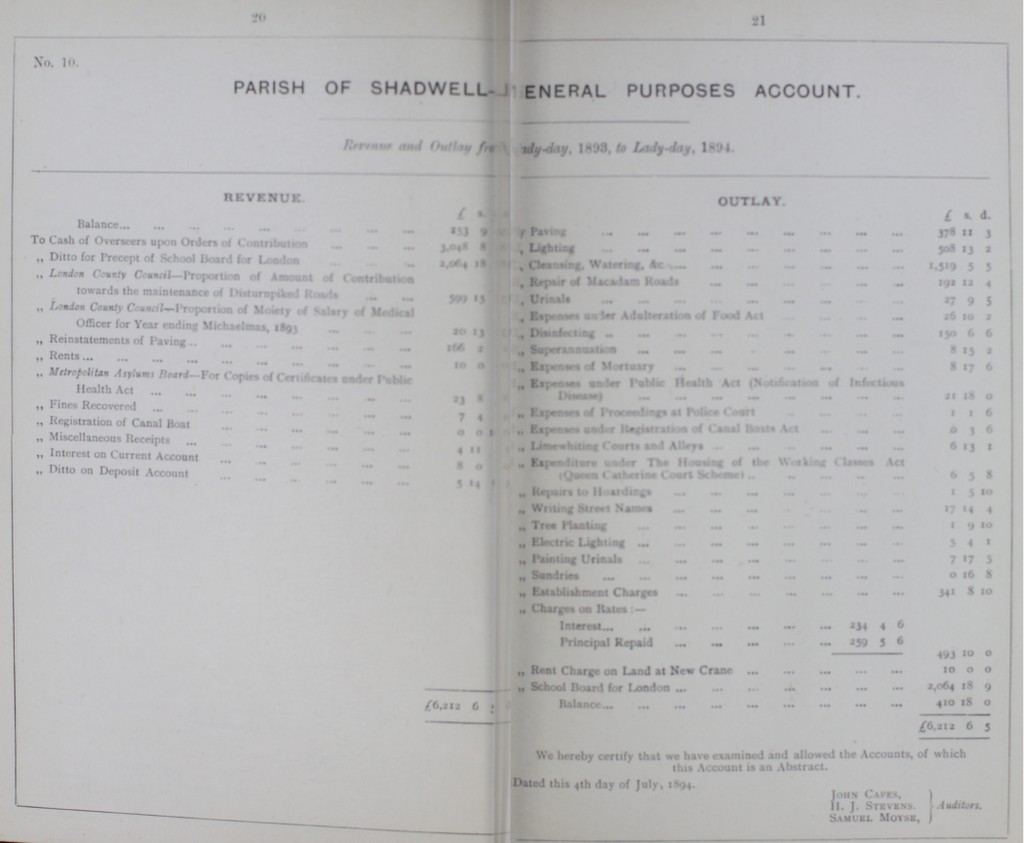 20
No. 10.
PARISH OF SHADWELL-
Revenue and Outlay
REVENUE.
£ s.
Balance... ... ... ... ... ... ... ... ... 253 9
To Cash of Overseers upon Orders of Contribution ... ... ... 3,048 8
„ Ditto for Precept of School Board for London ... ... ... 2,064 18
„ London County Council—Proportion of Amount of Contribution
towards the maintenance of Disturnpiked Roads ... ... 599 15
„ London County Council—Proportion of Moiety of Salary of Medical
Officer for Year ending Michaelmas, 1893 ... ... ... 20 13
„ Reinstatements of Paving ... ... ... ... ... ... 166 2
„ Rents ... ... ... ... ... ... ... ... ... 10 0
„ Metropolitan Asylums Board—For Copies of Certificates under Public
Health Act ... ... ... ... ... ... ... ... 23 8
„ Fines Recovered ... ... ... ... ... ... ... 7 4
„ Registration of Canal Boat ... ... ... ... ... ... 0 0
„ Miscellaneous Receipts ... ... ... ... ... ... 4 11
„ Interest on Current Account ... ... ... ... ... 8 0
„ Ditto on Deposit Account ... ... ... ... ... 5 14
£6,212 6
21
ENERAL PURPOSES ACCOUNT.
ady-day, 1893, to Lady-day, 1894.
OUTLAY.
£ s. d.
y Paving ... ... ... ... ... ... ... ... 378 11 3
„ Lighting ... ... ... ... ... ... ... ... 508 13 2
„ Cleansing, Watering, &c. ... ... ... ... ... ... 1,519 5 5
„ Repair of Macadam Roads ... ... ... ... ... ... 192 12 4
„ Urinals ... ... ... ... ... ... ... ... 27 9 5
„ Expenses under Adulteration of Food Act ... ... ... ... 26 10 2
„ Disinfecting ... ... ... ... ... ... ... ... 150 6 6
„ Superannuation ... ... ... ... ... ... ... 8 15 2
„ Expenses of Mortuary ... ... ... ... ... ... 8 17 6
„ Expenses under Public Health Act (Notification of Infectious
Disease) ... ... ... ... ... ... ... ... 21 18 0
„ Expenses of Proceedings at Police Court ... ... ... ... 1 1 6
„ Expenses under Registration of Canal Boats Act ... ... ... 0 3 6
„ Limewhiting Courts and Alleys ... ... ... ... ... 6 13 1
„ Expenditure under The Housing of the Working Classes Act
(Queen Catherine Court Scheme) ... ... ... ... ... 6 5 8
„ Repairs to Hoardings ... ... ... ... ... ... 1 5 10
„ Writing Street Names ... ... ... ... ... ... 17 14 4
„ Tree Planting ... ... ... ... ... ... ... 1 9 10
„ Electric Lighting ... ... ... ... ... ... ... 5 4 1
„ Painting Urinals ... ... ... ... ... ... ... 7 17 5
„ Sundries ... ... ... ... ... ... ... ... 0 16 8
„ Establishment Charges ... ... ... ... ... ... 341 8 10
„ Charges on Rates :—
Interest... ... ... ... ... ... 234 4 6
Principal Repaid ... ... ... ... ... 259 5 6
493 10 0
„ Rent Charge on Land at New Crane ... ... ... ... ... 10 0 0
„ School Board for London ... ... ... ... ... ... 2,064 18 9
Balance... ... ... ... ... ... ... ... ... 410 18 0
£6,212 6 5
We hereby certify that we have examined and allowed the Accounts, of which
this Account is an Abstract.
Dated this 4th day of July, 1894.
JOHN CAPES,
H. J. STEVENS. } Auditors.
SAMUEL MOYSE,